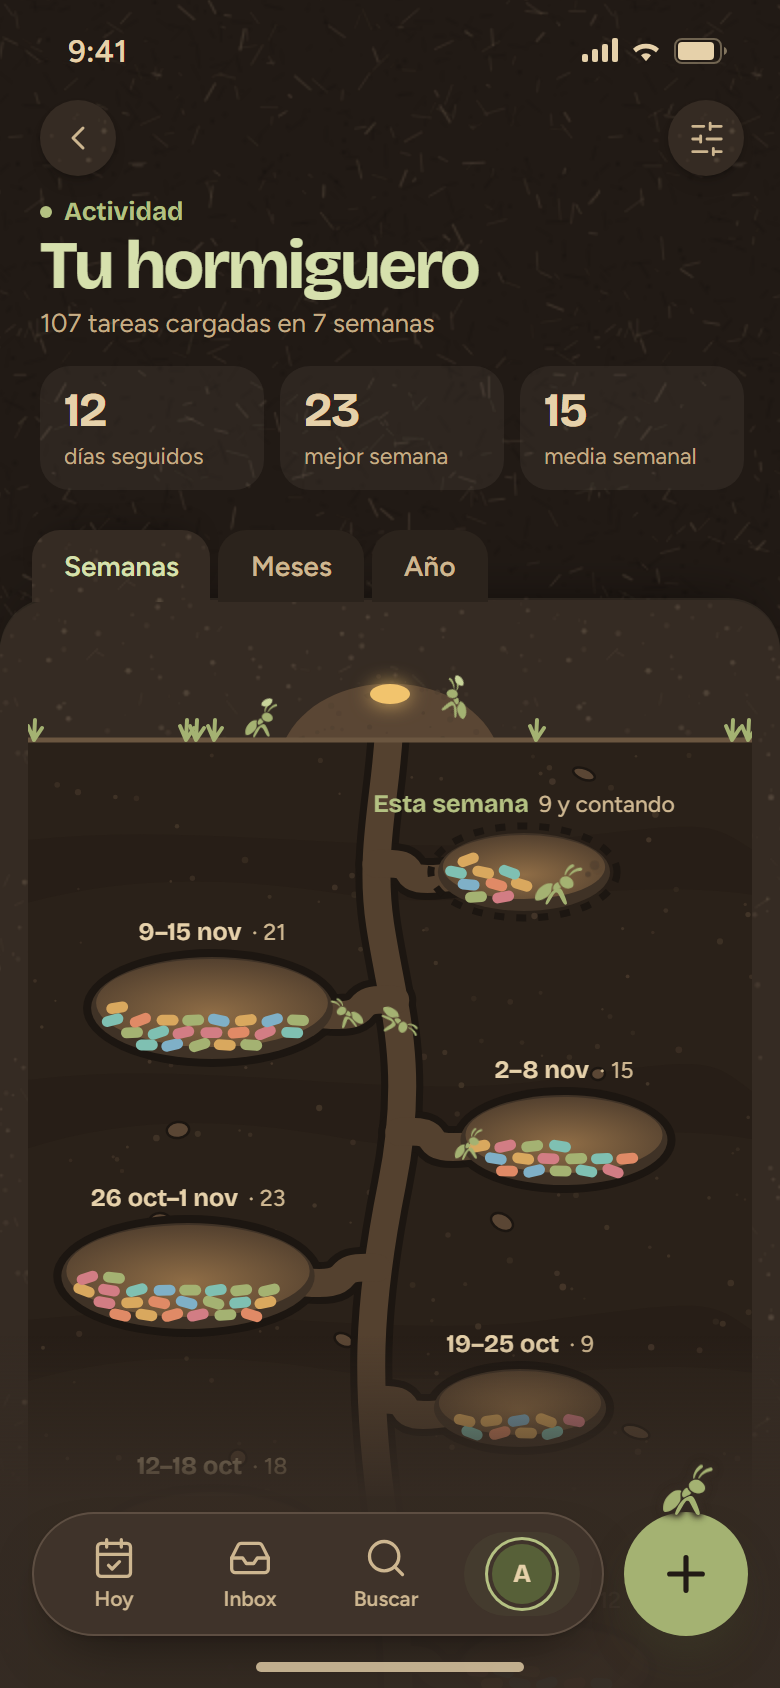 9:41
Actividad
Tu hormiguero
107 tareas cargadas en 7 semanas
12
días seguidos
23
mejor semana
15
media semanal
Semanas
Meses
Año
Esta semana 9 y contando
9–15 nov · 21
2–8 nov · 15
26 oct–1 nov · 23
19–25 oct · 9
12–18 oct · 18
Hoy
Inbox
Buscar
A
12